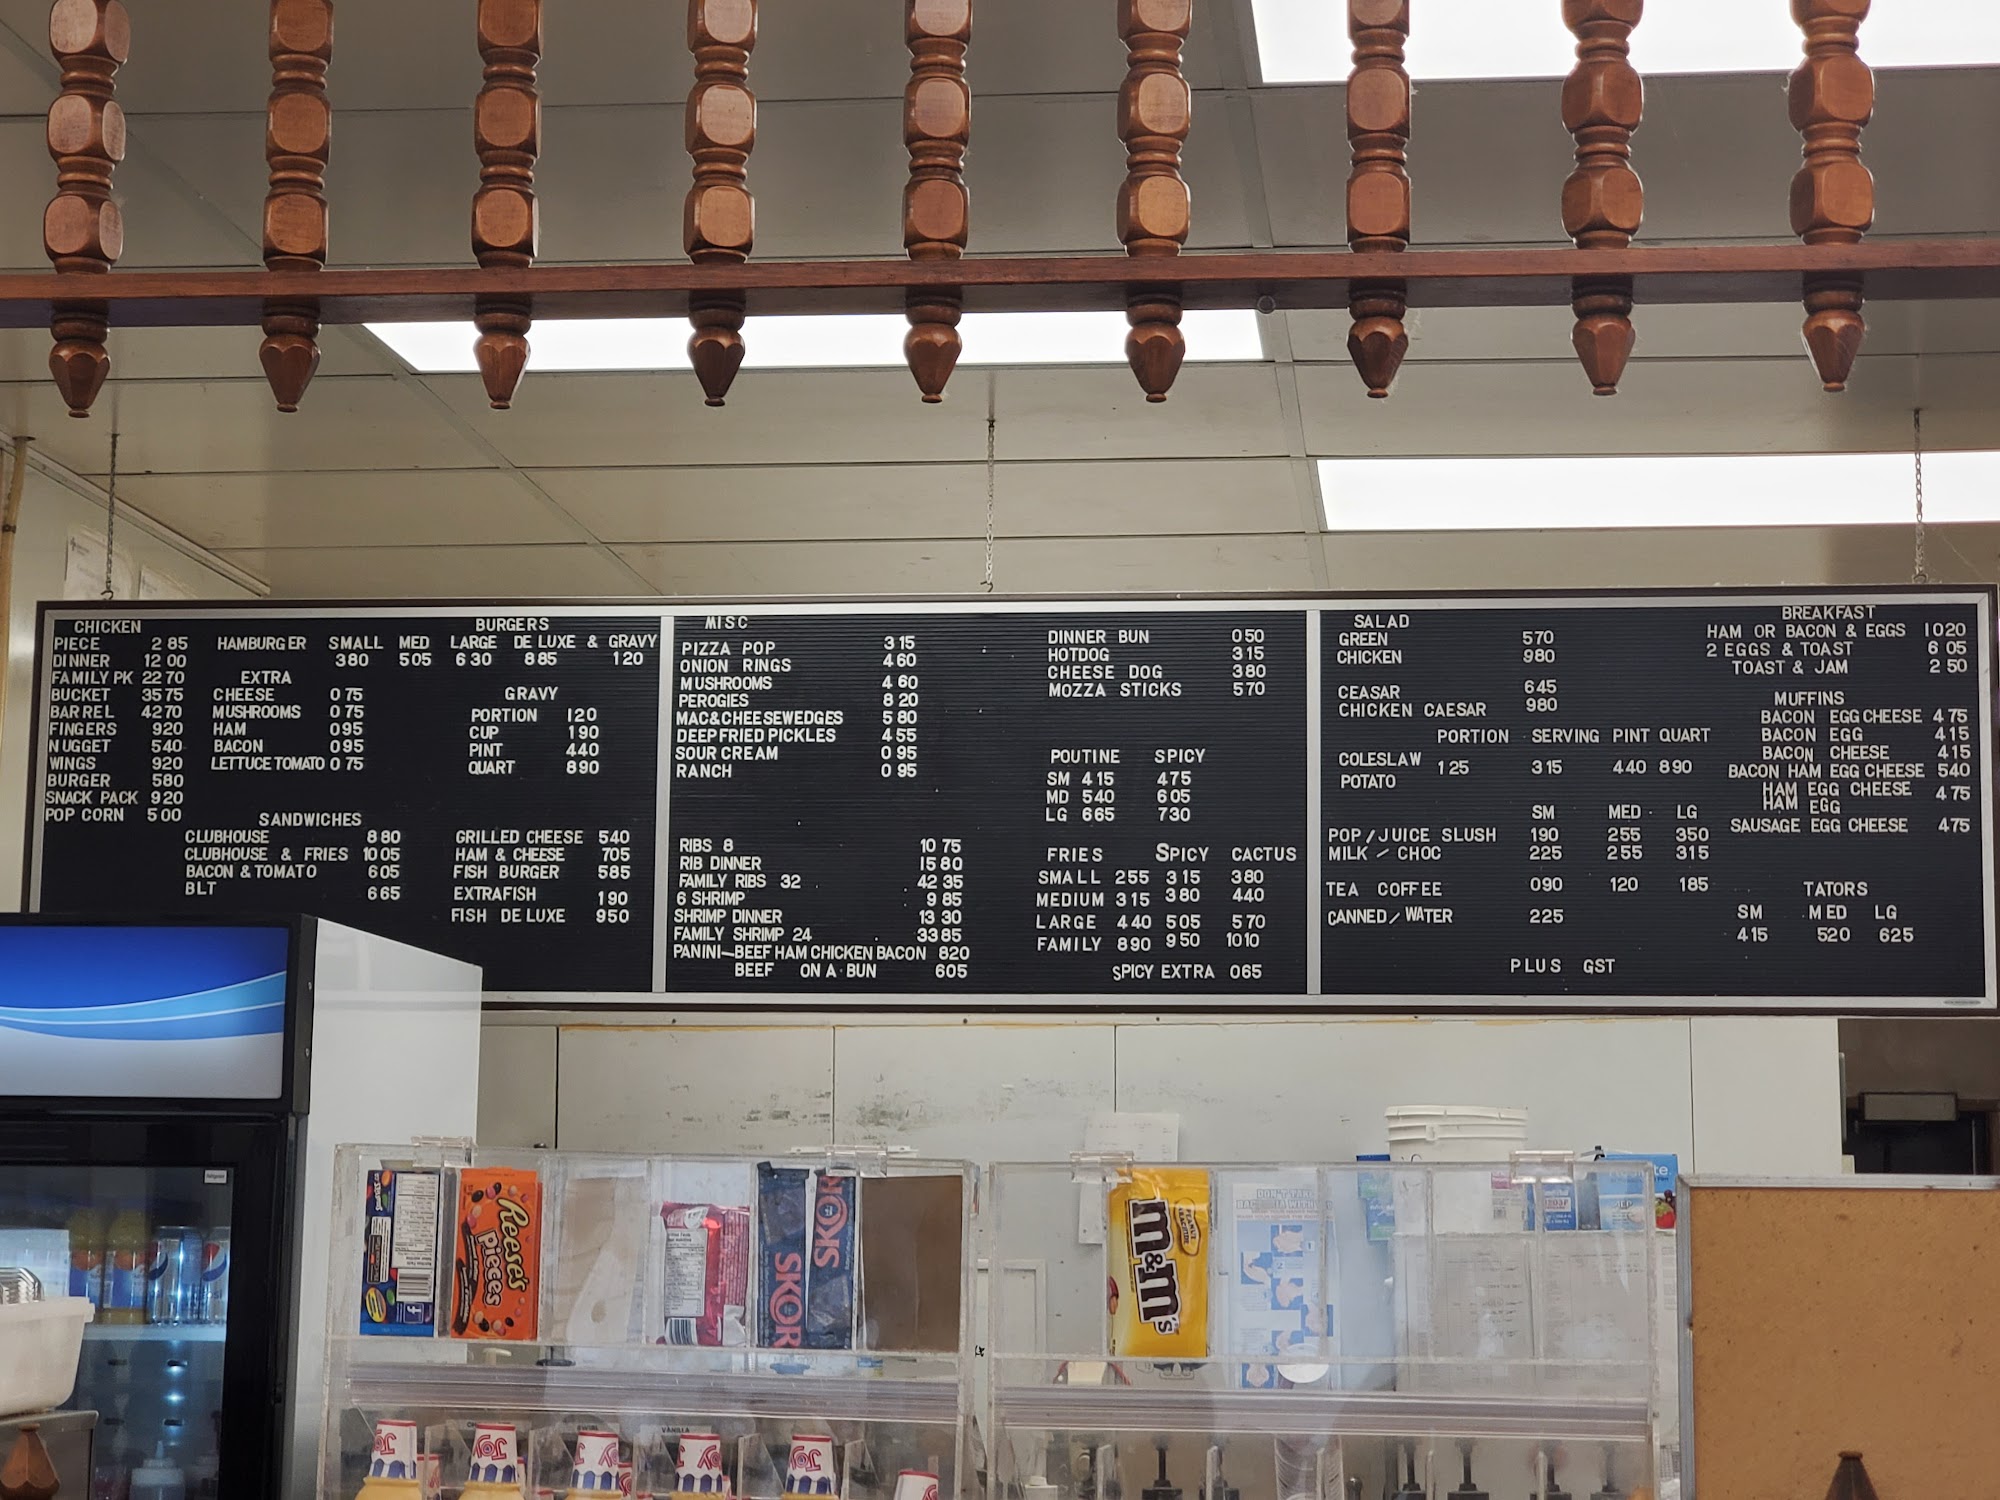 CHICKEN
PIECE 2 85
DINNER 12 00
FAMILY PK 22 70
BUCKET 35 75
BARREL 42 70
FINGERS 9 20
NUGGET 5 40
WINGS 9 20
BURGER 5 80
SNACK PACK 9 20
POP CORN 5 00
BURGERS
HAMBURGER SMALL MED LARGE DE LUXE & GRAVY
3 80 5 05 6 30 8 85 1 20
EXTRA
CHEESE 0 75
MUSHROOMS 0 75
HAM 0 95
BACON 0 95
LETTUCE TOMATO 0 75
GRAVY
PORTION 1 20
CUP 1 90
PINT 4 40
QUART 8 90
SANDWICHES
CLUBHOUSE 8 80
CLUBHOUSE & FRIES 10 05
BACON & TOMATO 6 05
BLT 6 65
GRILLED CHEESE 5 40
HAM & CHEESE 7 05
FISH BURGER 5 85
EXTRA FISH 1 90
FISH DE LUXE 9 50
MISC
PIZZA POP 3 15
ONION RINGS 4 60
MUSHROOMS 4 60
PEROGIES 8 20
MAC&CHEESEWEDGES 5 80
DEEP FRIED PICKLES 4 55
SOUR CREAM 0 95
RANCH 0 95
RIBS 8 10 75
RIB DINNER 15 80
FAMILY RIBS 32 42 35
6 SHRIMP 9 85
SHRIMP DINNER 13 30
FAMILY SHRIMP 24 33 85
PANINI-BEEF HAM CHICKEN BACON 8 20
BEEF ON A BUN 6 05
DINNER BUN 0 50
HOTDOG 3 15
CHEESE DOG 3 80
MOZZA STICKS 5 70
POUTINE SPICY
SM 4 15 4 75
MD 5 40 6 05
LG 6 65 7 30
FRIES SPICY CACTUS
SMALL 2 55 3 15 3 80
MEDIUM 3 15 3 80 4 40
LARGE 4 40 5 05 5 70
FAMILY 8 90 9 50 10 10
SPICY EXTRA 0 65
SALAD
GREEN 5 70
CHICKEN 9 80
CEASAR 6 45
CHICKEN CAESAR 9 80
PORTION SERVING PINT QUART
COLESLAW
POTATO 1 25 3 15 4 40 8 90
SM MED LG
POP/JUICE SLUSH 1 90 2 55 3 50
MILK / CHOC 2 25 2 55 3 15
TEA COFFEE 0 90 1 20 1 85
CANNED/WATER 2 25
PLUS GST
BREAKFAST
HAM OR BACON & EGGS 10 20
2 EGGS & TOAST 6 05
TOAST & JAM 2 50
MUFFINS
BACON EGG CHEESE 4 75
BACON EGG 4 15
BACON CHEESE 4 15
BACON HAM EGG CHEESE 5 40
HAM EGG CHEESE 4 75
HAM EGG
SAUSAGE EGG CHEESE 4 75
TATORS
SM MED LG
4 15 5 20 6 25
Reese's
Pieces
SKOR
SKOR
PEANUT
m&m's
VANILLA
JOY
JOY
JOY
JOY
JOY